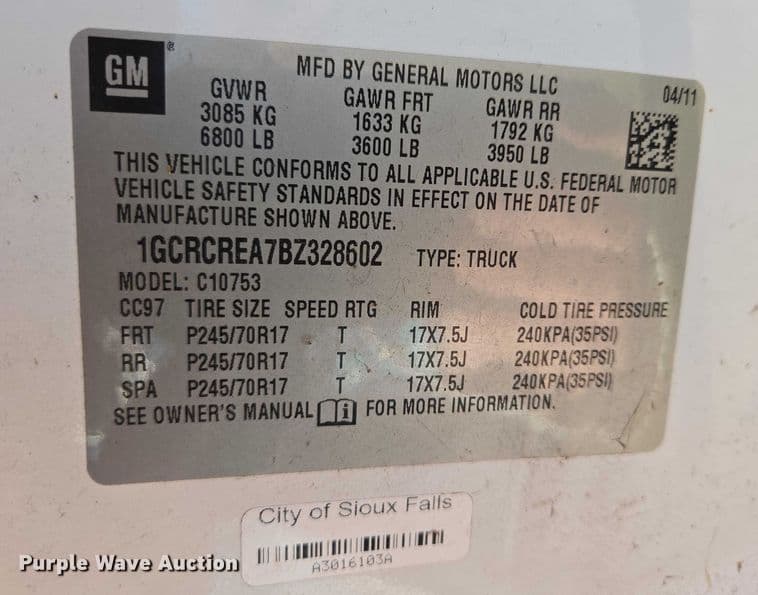 GM
MFD BY GENERAL MOTORS LLC 04/11
GVWR GAWR FRT GAWR RR
3085 KG 1633 KG 1792 KG
6800 LB 3600 LB 3950 LB
THIS VEHICLE CONFORMS TO ALL APPLICABLE U.S. FEDERAL MOTOR
VEHICLE SAFETY STANDARDS IN EFFECT ON THE DATE OF
MANUFACTURE SHOWN ABOVE.
1GCRCREA7BZ328602 TYPE: TRUCK
MODEL: C10753
CC97 TIRE SIZE SPEED RTG RIM COLD TIRE PRESSURE
FRT P245/70R17 T 17X7.5J 240KPA(35PSI)
RR P245/70R17 T 17X7.5J 240KPA(35PSI)
SPA P245/70R17 T 17X7.5J 240KPA(35PSI)
SEE OWNER'S MANUAL FOR MORE INFORMATION.
City of Sioux Falls
A3016103A
Purple Wave Auction